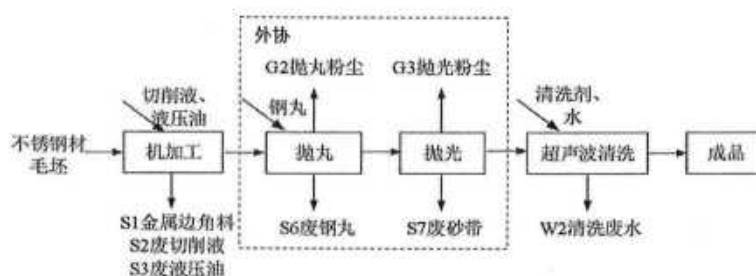 外协
G2抛丸粉尘
G3抛光粉尘
切削液、
液压油
钢丸
清洗剂、
水
不锈钢材
毛坯
机加工
抛丸
抛光
超声波清洗
成品
S1金属边角料
S2废切削液
S3废液压油
S6废钢丸
S7废砂带
W2清洗废水